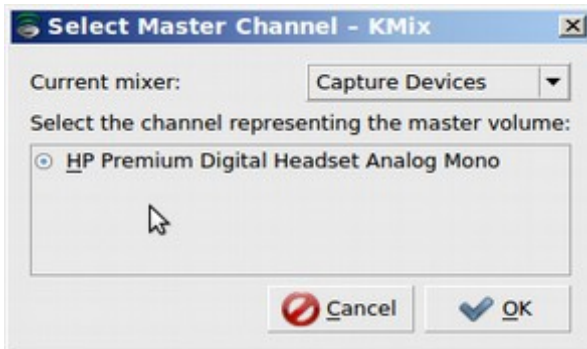 Select Master Channel – KMix
Current mixer: Capture Devices
Select the channel representing the master volume:
HP Premium Digital Headset Analog Mono
Cancel OK